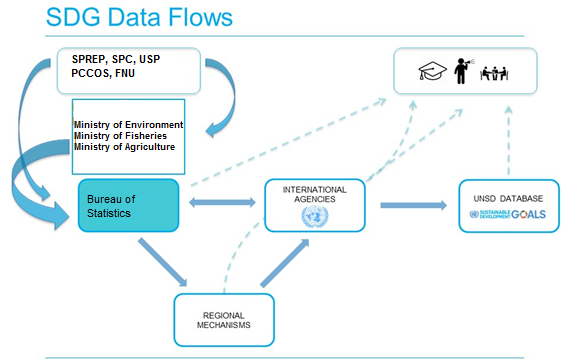 SDG Data Flows
SPREP, SPC, USP
PCCOS, FNU
Ministry of Environment
Ministry of Fisheries
Ministry of Agriculture
Bureau of
Statistics
INTERNATIONAL
AGENCIES
UNSD DATABASE
SUSTAINABLE
DEVELOPMENT
GOALS
REGIONAL
MECHANISMS